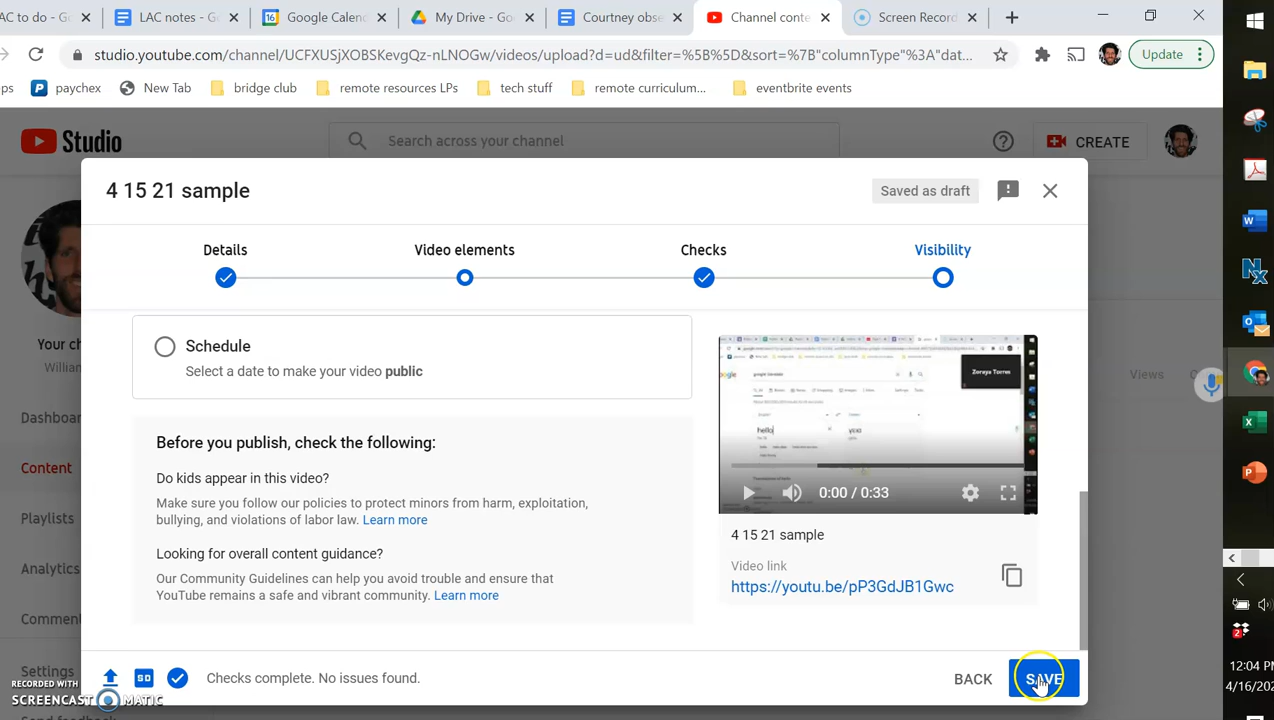 AC to do - G
LAC notes - Go
Google Calend
My Drive - Goo
Courtney obse
Channel conte
Screen Record
studio.youtube.com/channel/UCFXUSjXOBSKevgQz-nLNOGw/videos/upload?d=ud&filter=%5B%5D&sort=%7B"columnType"%3A"dat...
Update
ps
paychex
New Tab
bridge club
remote resources LPs
tech stuff
remote curriculum...
eventbrite events
Studio
Search across your channel
CREATE
4 15 21 sample
Saved as draft
Details
Video elements
Checks
Visibility
Schedule
Select a date to make your video public
Before you publish, check the following:
Do kids appear in this video?
Make sure you follow our policies to protect minors from harm, exploitation,
bullying, and violations of labor law. Learn more
Looking for overall content guidance?
Our Community Guidelines can help you avoid trouble and ensure that
YouTube remains a safe and vibrant community. Learn more
Zoraya Torres
hello
0:00 / 0:33
4 15 21 sample
Video link
https://youtu.be/pP3GdJB1Gwc
Your ch
William
Dashboar
Content
Playlists
Analytics
Comment
Settings
Views
SD
Checks complete. No issues found.
BACK
SAVE
RECORDED WITH
SCREENCAST MATIC
2
12:04 PM
4/16/202